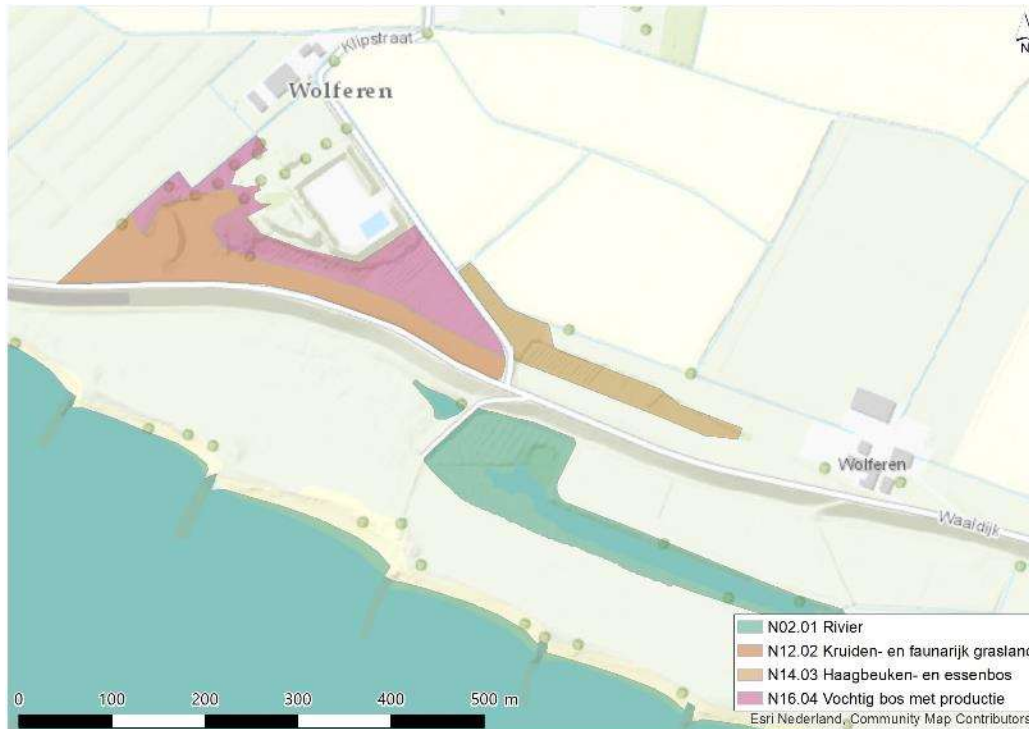 N
Klipstraat
Wolferen
Wolferen
Waaldijk
N02.01 Rivier
N12.02 Kruiden- en faunarijk grasland
N14.03 Haagbeuken- en essenbos
N16.04 Vochtig bos met productie
0 100 200 300 400 500 m
Esri Nederland, Community Map Contributors